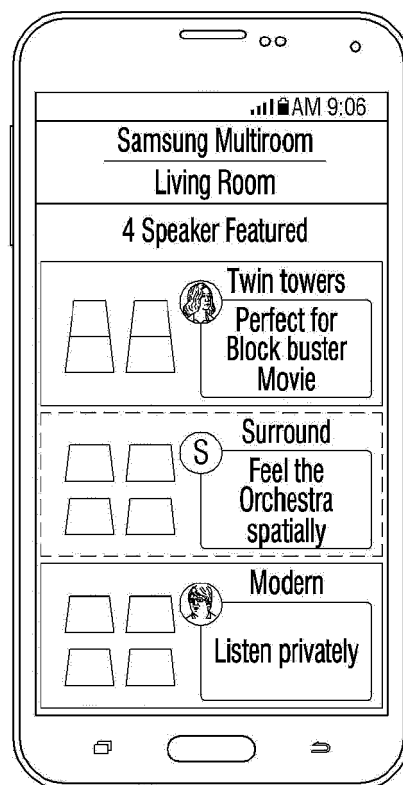 AM 9:06
Samsung Multiroom
Living Room
4 Speaker Featured
Twin towers
Perfect for
Block buster
Movie
Surround
S
Feel the
Orchestra
spatially
Modern
Listen privately